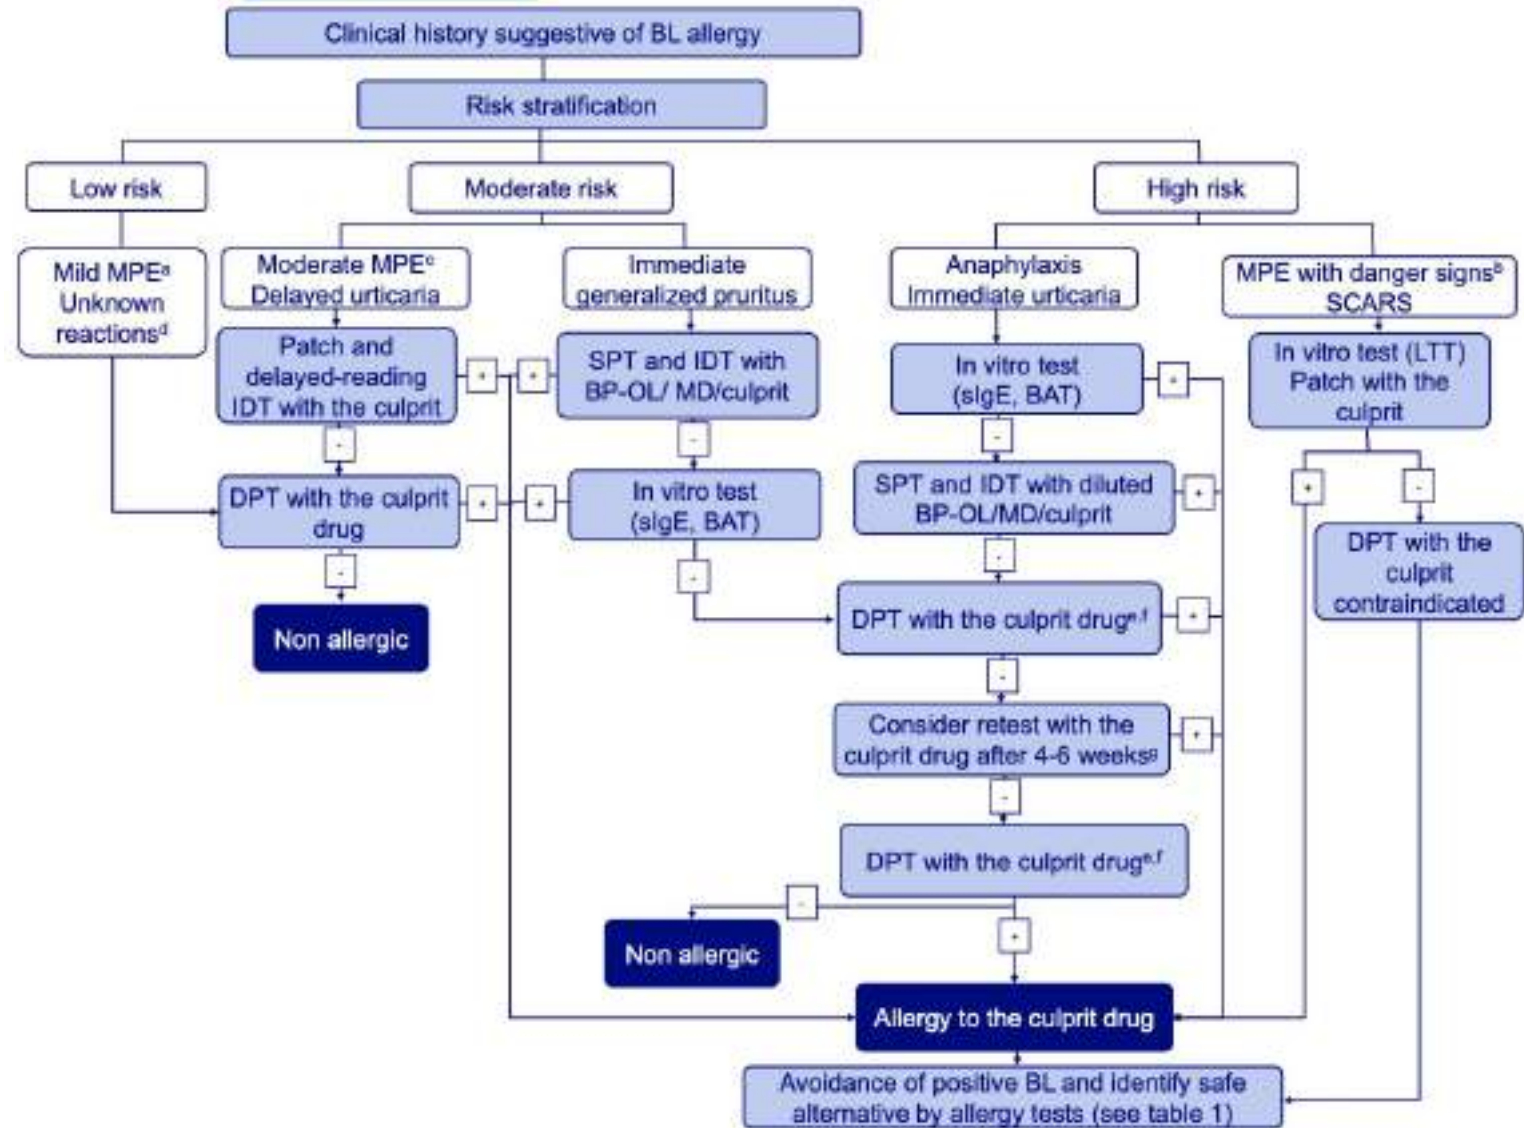 Clinical history suggestive of BL allergy
Risk stratification
Low risk
Moderate risk
High risk
Mild MPEᵃ
Unknown
reactionsᵈ
Moderate MPEᶜ
Delayed urticaria
Immediate
generalized pruritus
Anaphylaxis
Immediate urticaria
MPE with danger signsᵇ
SCARS
Patch and
delayed-reading
IDT with the culprit
+
+
SPT and IDT with
BP-OL/ MD/culprit
In vitro test
(sIgE, BAT)
+
In vitro test (LTT)
Patch with the
culprit
-
-
-
DPT with the culprit
drug
+
+
In vitro test
(sIgE, BAT)
SPT and IDT with diluted
BP-OL/MD/culprit
+
+
-
DPT with the
culprit
contraindicated
-
-
-
Non allergic
DPT with the culprit drugᵉ,ᶠ
+
-
Consider retest with the
culprit drug after 4-6 weeksᵍ
+
-
DPT with the culprit drugᵉ,ᶠ
-
+
Non allergic
Allergy to the culprit drug
Avoidance of positive BL and identify safe
alternative by allergy tests (see table 1)